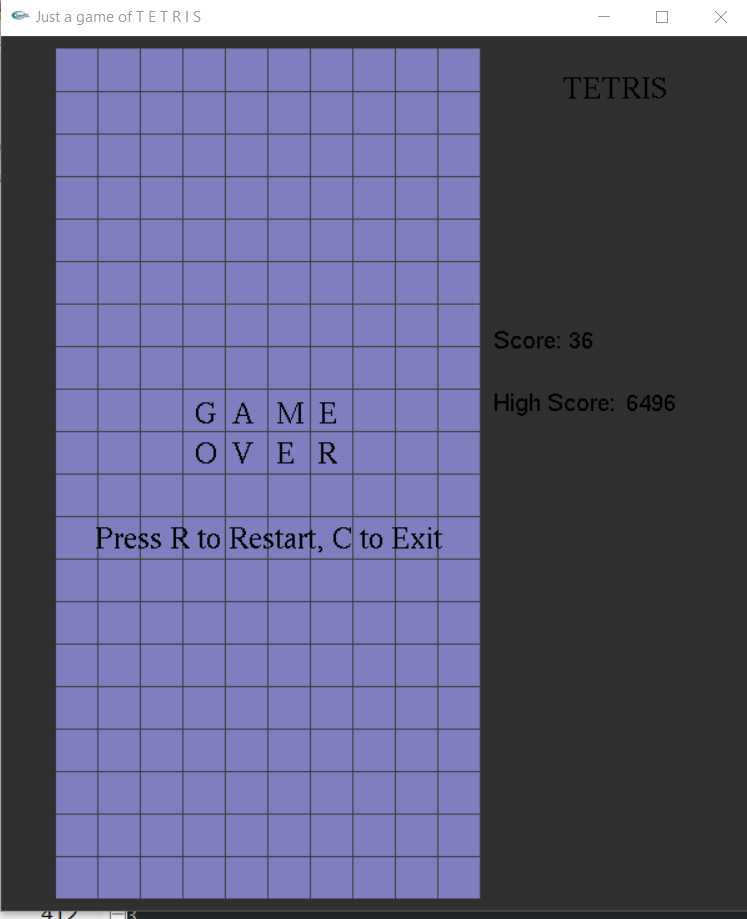 Just a game of T E T R I S
TETRIS
Score: 36
High Score: 6496
G A M E
O V E R
Press R to Restart, C to Exit